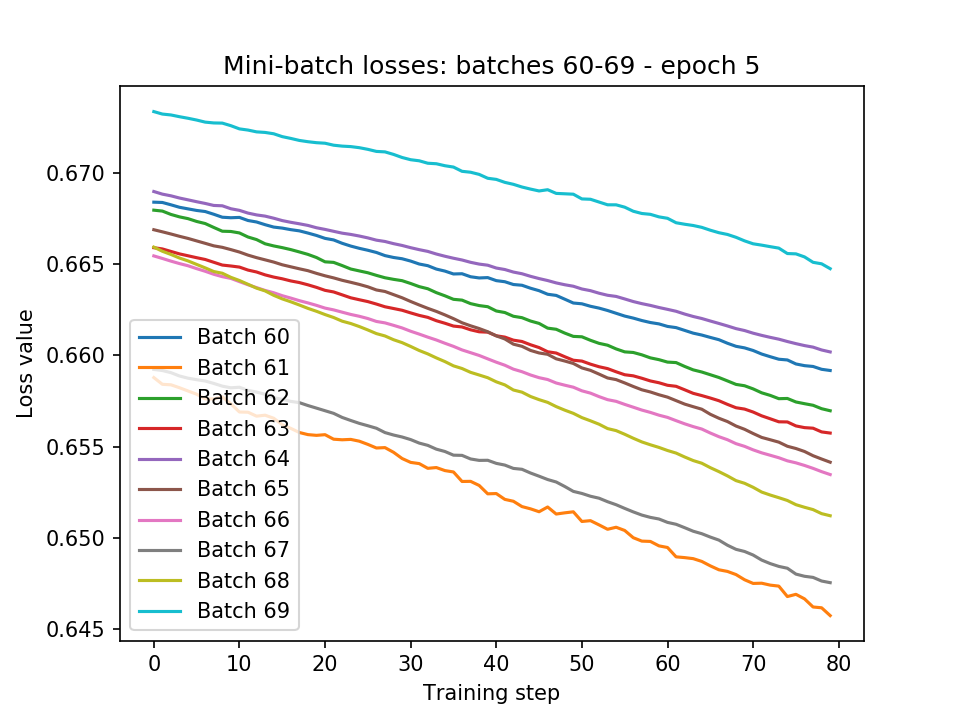 Mini-batch losses: batches 60-69 - epoch 5
Loss value
0.670
0.665
0.660
0.655
0.650
0.645
Batch 60
Batch 61
Batch 62
Batch 63
Batch 64
Batch 65
Batch 66
Batch 67
Batch 68
Batch 69
0 10 20 30 40 50 60 70 80
Training step